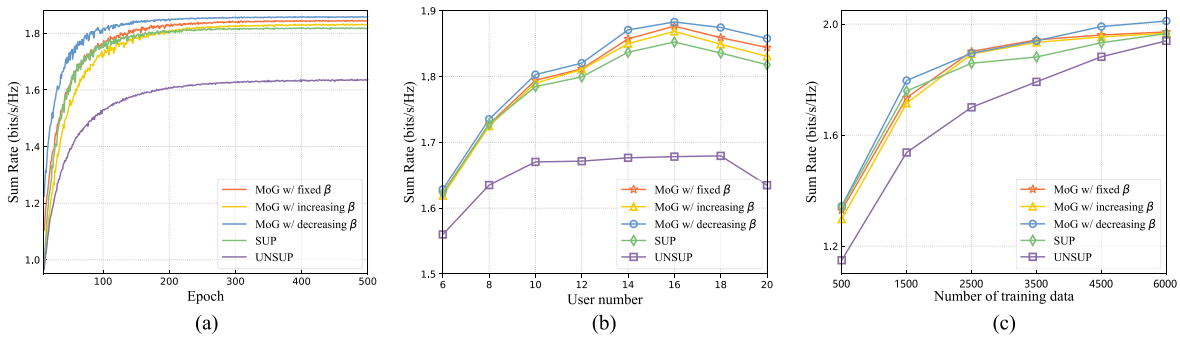 Sum Rate (bits/s/Hz)
1.8
1.6
1.4
1.2
1.0
100
200
300
400
500
Epoch
MoG w/ fixed β
MoG w/ increasing β
MoG w/ decreasing β
SUP
UNSUP
(a)
Sum Rate (bits/s/Hz)
1.9
1.8
1.7
1.6
1.5
6
8
10
12
14
16
18
20
User number
MoG w/ fixed β
MoG w/ increasing β
MoG w/ decreasing β
SUP
UNSUP
(b)
Sum Rate (bits/s/Hz)
2.0
1.6
1.2
500
1500
2500
3500
4500
6000
Number of training data
MoG w/ fixed β
MoG w/ increasing β
MoG w/ decreasing β
SUP
UNSUP
(c)